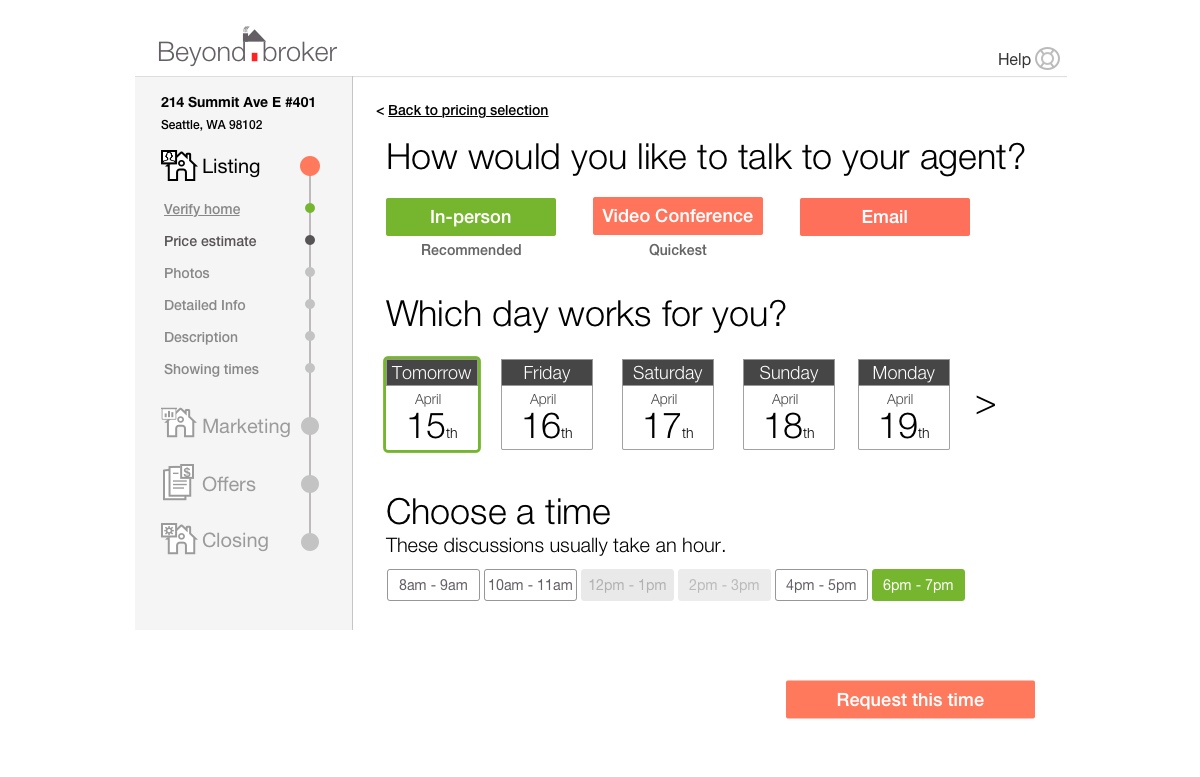 Beyond broker
Help
214 Summit Ave E #401
Seattle, WA 98102
Listing
Verify home
Price estimate
Photos
Detailed Info
Description
Showing times
Marketing
$
Offers
Closing
< Back to pricing selection
How would you like to talk to your agent?
In-person
Video Conference
Email
Recommended
Quickest
Which day works for you?
Tomorrow
April
15th
Friday
April
16th
Saturday
April
17th
Sunday
April
18th
Monday
April
19th
>
Choose a time
These discussions usually take an hour.
8am - 9am
10am - 11am
12pm - 1pm
2pm - 3pm
4pm - 5pm
6pm - 7pm
Request this time